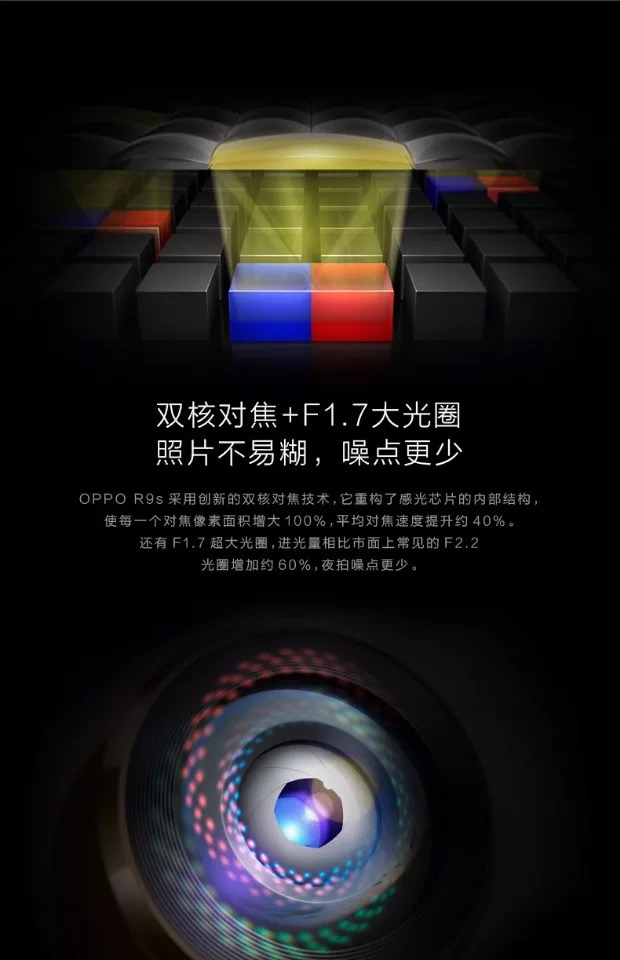 双核对焦+F1.7大光圈
照片不易糊，噪点更少
OPPO R9s 采用创新的双核对焦技术，它重构了感光芯片的内部结构，
使每一个对焦像素面积增大 100%，平均对焦速度提升约 40%。
还有 F1.7 超大光圈，进光量相比市面上常见的 F2.2
光圈增加约 60%，夜拍噪点更少。